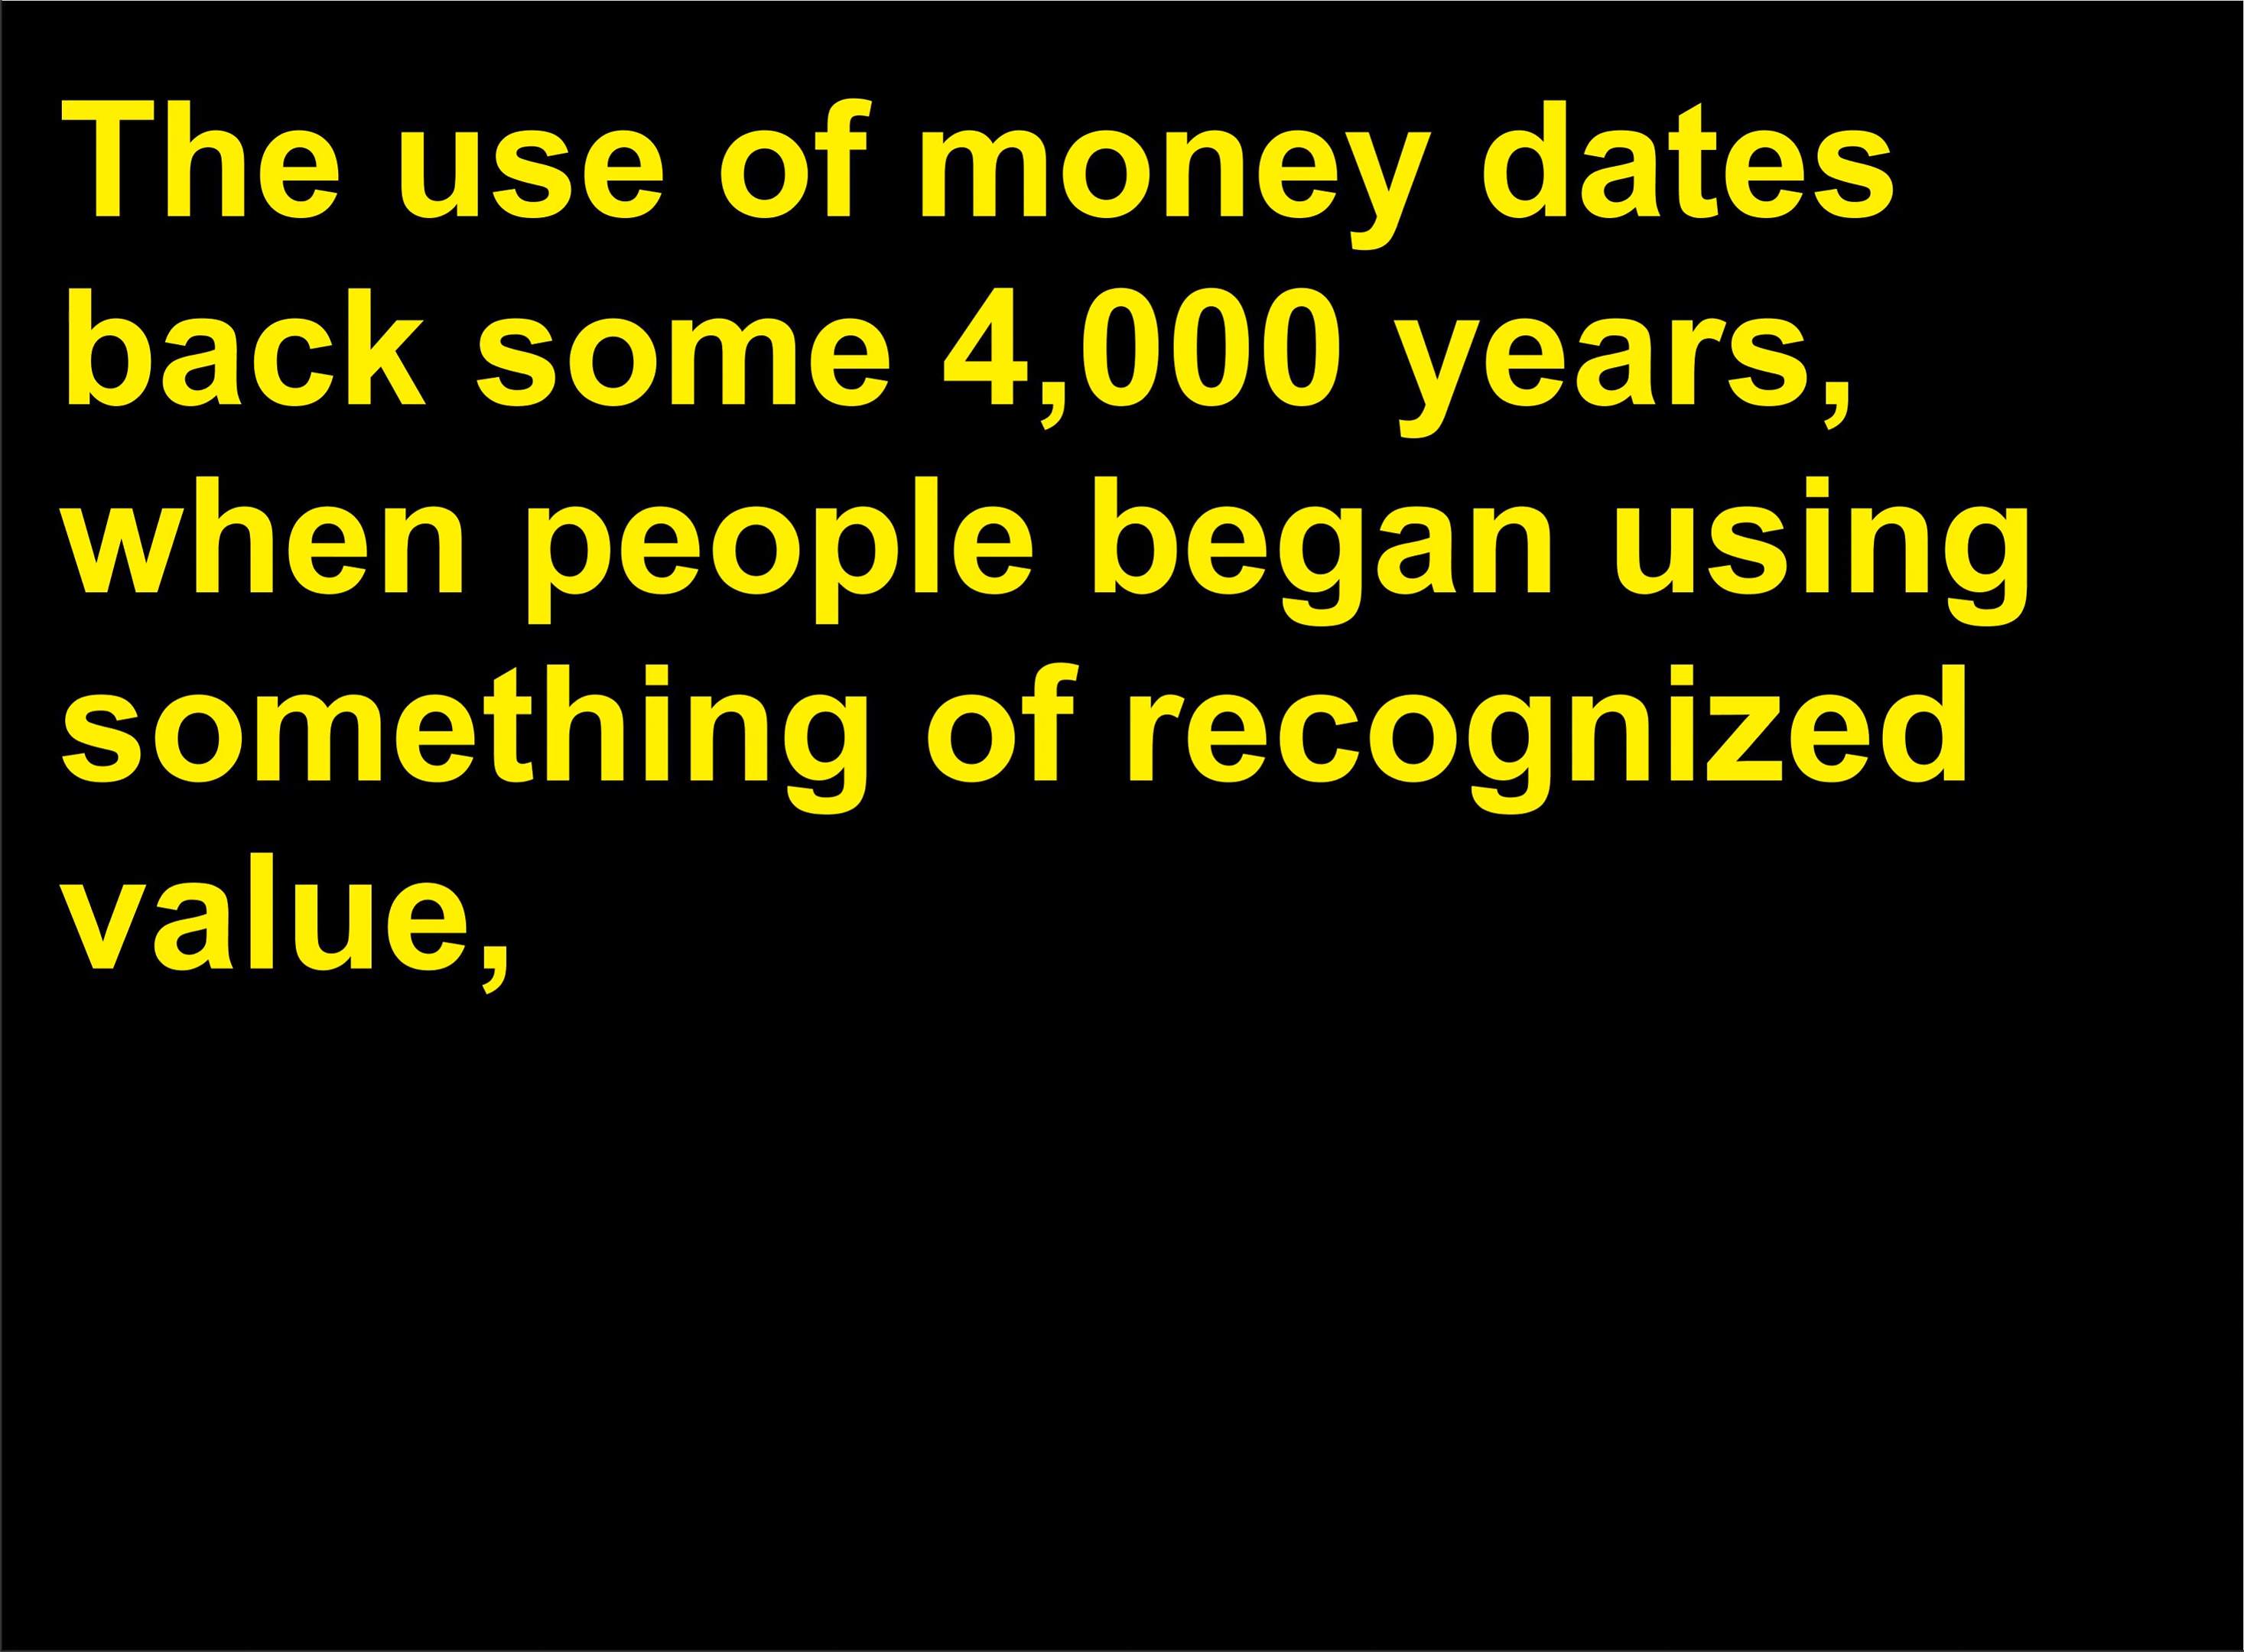 The use of money dates
back some 4,000 years,
when people began using
something of recognized
value,